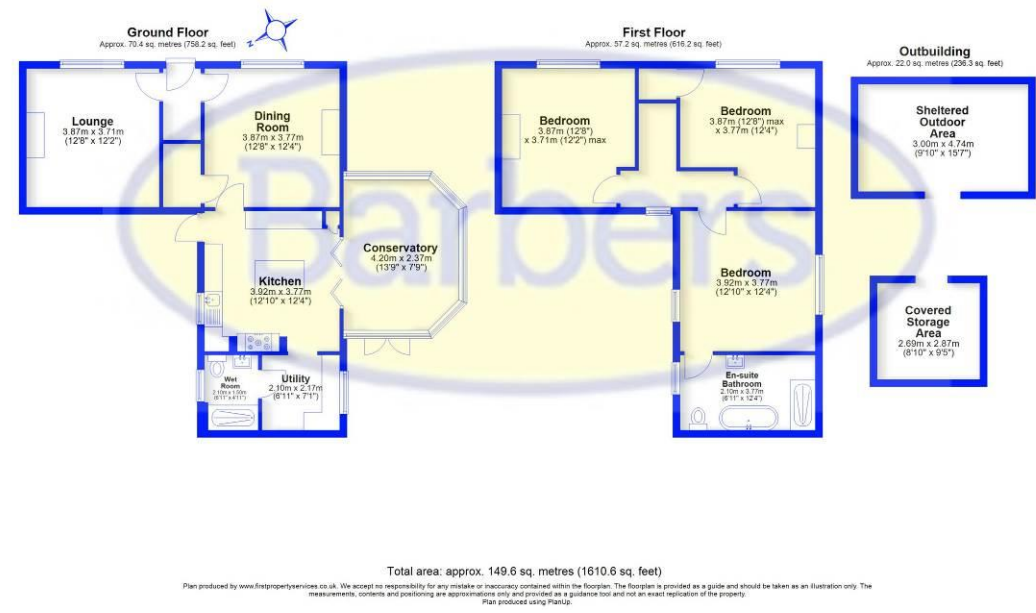 Ground Floor
Approx. 70.4 sq. metres (758.2 sq. feet)
N
Lounge
3.87m x 3.71m
(12'8" x 12'2")
Dining
Room
3.87m x 3.77m
(12'8" x 12'4")
Conservatory
4.20m x 2.37m
(13'9" x 7'9")
Kitchen
3.92m x 3.77m
(12'10" x 12'4")
Wet
Room
2.10m x 1.50m
(6'11" x 4'11")
Utility
2.10m x 2.17m
(6'11" x 7'1")
First Floor
Approx. 57.2 sq. metres (616.2 sq. feet)
Bedroom
3.87m (12'8")
x 3.71m (12'2") max
Bedroom
3.87m (12'8") max
x 3.77m (12'4")
Bedroom
3.92m x 3.77m
(12'10" x 12'4")
En-suite
Bathroom
2.10m x 3.77m
(6'11" x 12'4")
Outbuilding
Approx. 22.0 sq. metres (236.3 sq. feet)
Sheltered
Outdoor
Area
3.00m x 4.74m
(9'10" x 15'7")
Covered
Storage
Area
2.69m x 2.87m
(8'10" x 9'5")
Barbers
Total area: approx. 149.6 sq. metres (1610.6 sq. feet)
Plan produced by www.firstpropertyservices.co.uk. We accept no responsibility for any mistake or inaccuracy contained within the floorplan. The floorplan is provided as a guide and should be taken as an illustration only. The
measurements, contents and positioning are approximations only and provided as a guidance tool and not an exact replication of the property.
Plan produced using PlanUp.